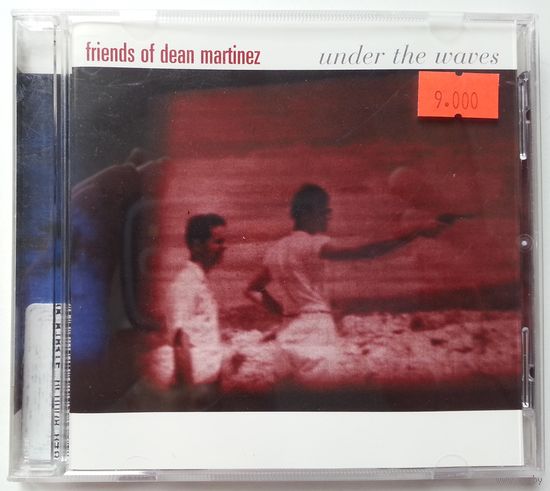 friends of dean martinez
under the waves
9.000